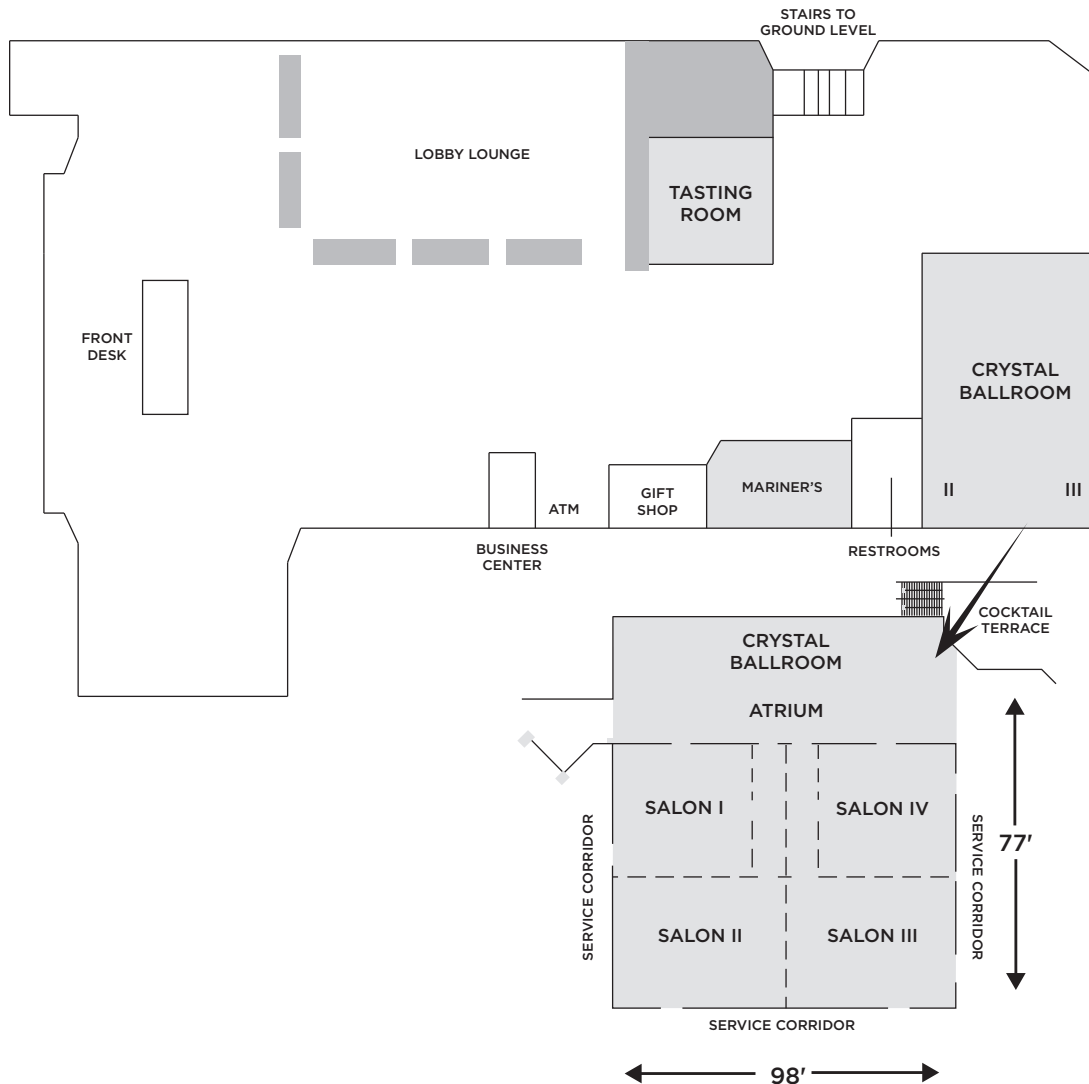 STAIRS TO
GROUND LEVEL
LOBBY LOUNGE
TASTING
ROOM
FRONT
DESK
CRYSTAL
BALLROOM
II
III
MARINER'S
GIFT
SHOP
ATM
BUSINESS
CENTER
RESTROOMS
COCKTAIL
TERRACE
CRYSTAL
BALLROOM
ATRIUM
SALON I
SALON IV
SERVICE CORRIDOR
SERVICE CORRIDOR
77'
SALON II
SALON III
SERVICE CORRIDOR
98'